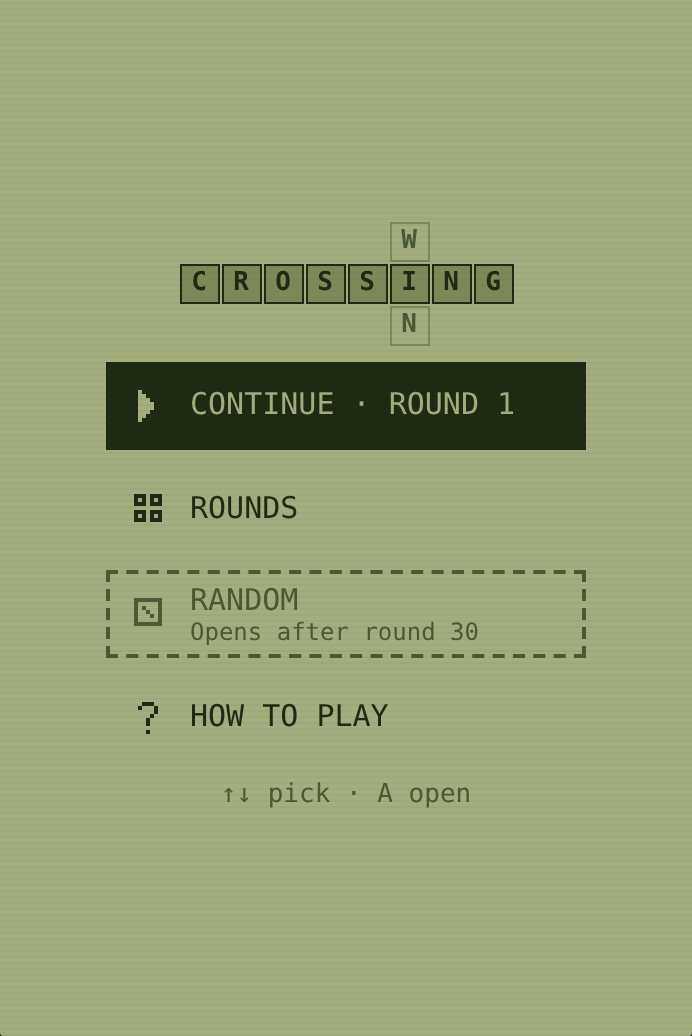 W
CROSSING
N
CONTINUE · ROUND 1
ROUNDS
RANDOM
Opens after round 30
? HOW TO PLAY
↑↓ pick · A open